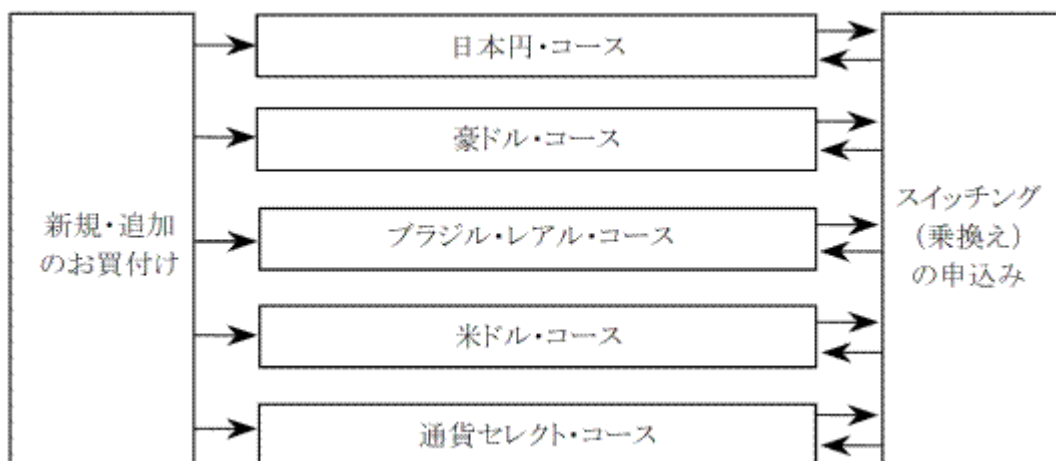 新規・追加
のお買付け
日本円・コース
豪ドル・コース
ブラジル・レアル・コース
米ドル・コース
通貨セレクト・コース
スイッチング
（乗換え）
の申込み